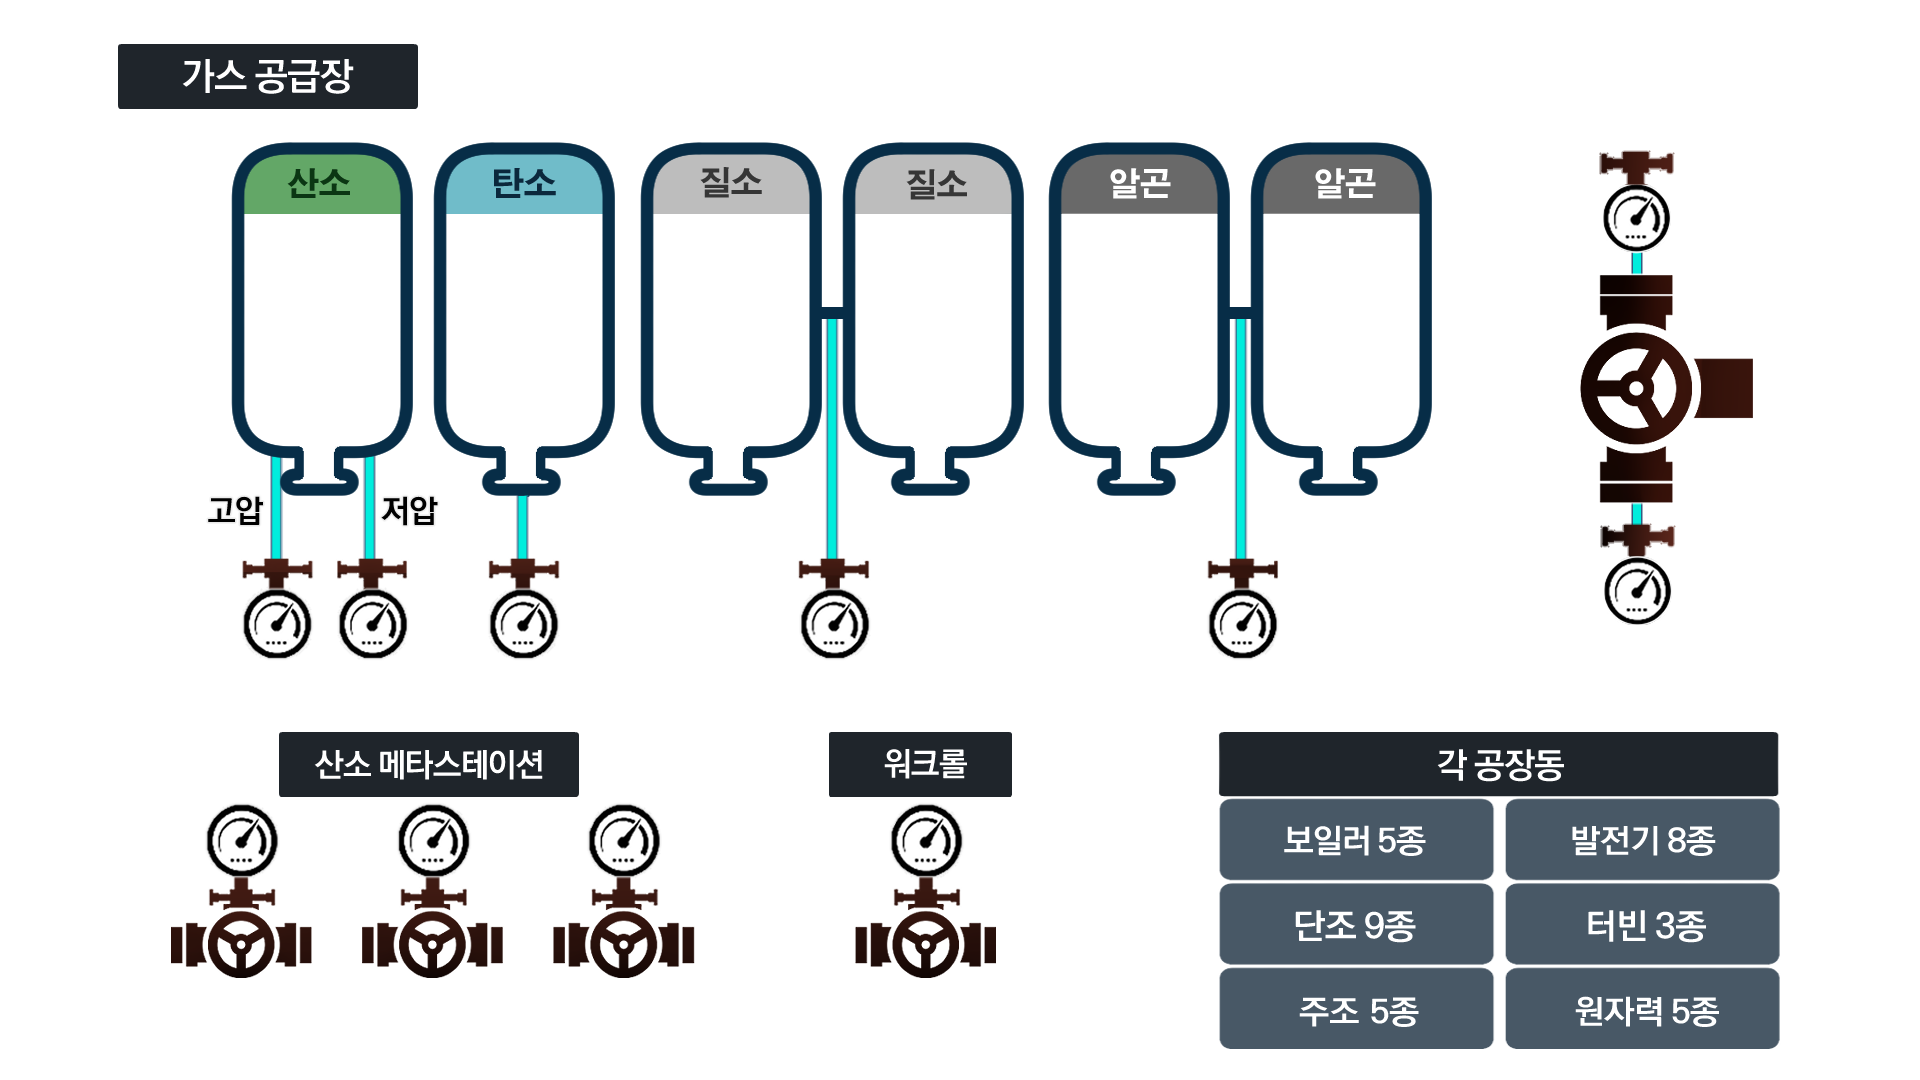 가스 공급장
산소
탄소
질소
질소
알곤
알곤
고압
저압
산소 메타스테이션
워크롤
각 공장동
보일러 5종
발전기 8종
단조 9종
터빈 3종
주조 5종
원자력 5종